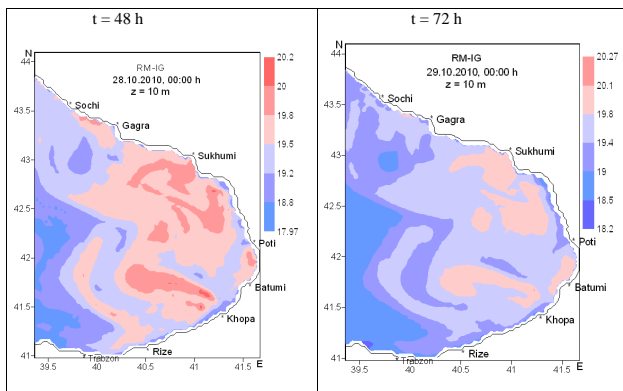 t = 48 h
N
44
43.5
43
42.5
42
41.5
41
39.5
40
40.5
41
41.5
E
RM-IG
28.10.2010, 00:00 h
z = 10 m
Sochi
Gagra
Sukhumi
Poti
Batumi
Khopa
Rize
Trabzon
20.2
20
19.8
19.5
19.2
18.9
17.97
t = 72 h
N
44
43.5
43
42.5
42
41.5
41
39.5
40
40.5
41
41.5
E
RM-IG
29.10.2010, 00:00 h
z = 10 m
Sochi
Gagra
Sukhumi
Poti
Batumi
Khopa
Rize
Trabzon
20.27
20
19.8
19.4
19
18.6
18.5
18.2